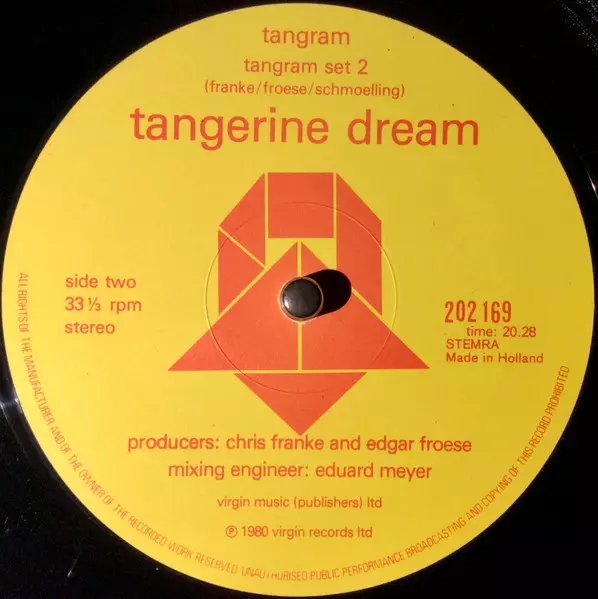 tangram
tangram set 2
(franke/froese/schmoelling)
tangerine dream
side two
33⅓ rpm
stereo
202 169
time: 20.28
STEMRA
Made in Holland
producers: chris franke and edgar froese
mixing engineer: eduard meyer
virgin music (publishers) ltd
℗ 1980 virgin records ltd
ALL RIGHTS OF THE MANUFACTURER AND OF THE OWNER OF THE RECORDED WORK RESERVED UNAUTHORISED PUBLIC PERFORMANCE BROADCASTING AND COPYING OF THIS RECORD PROHIBITED